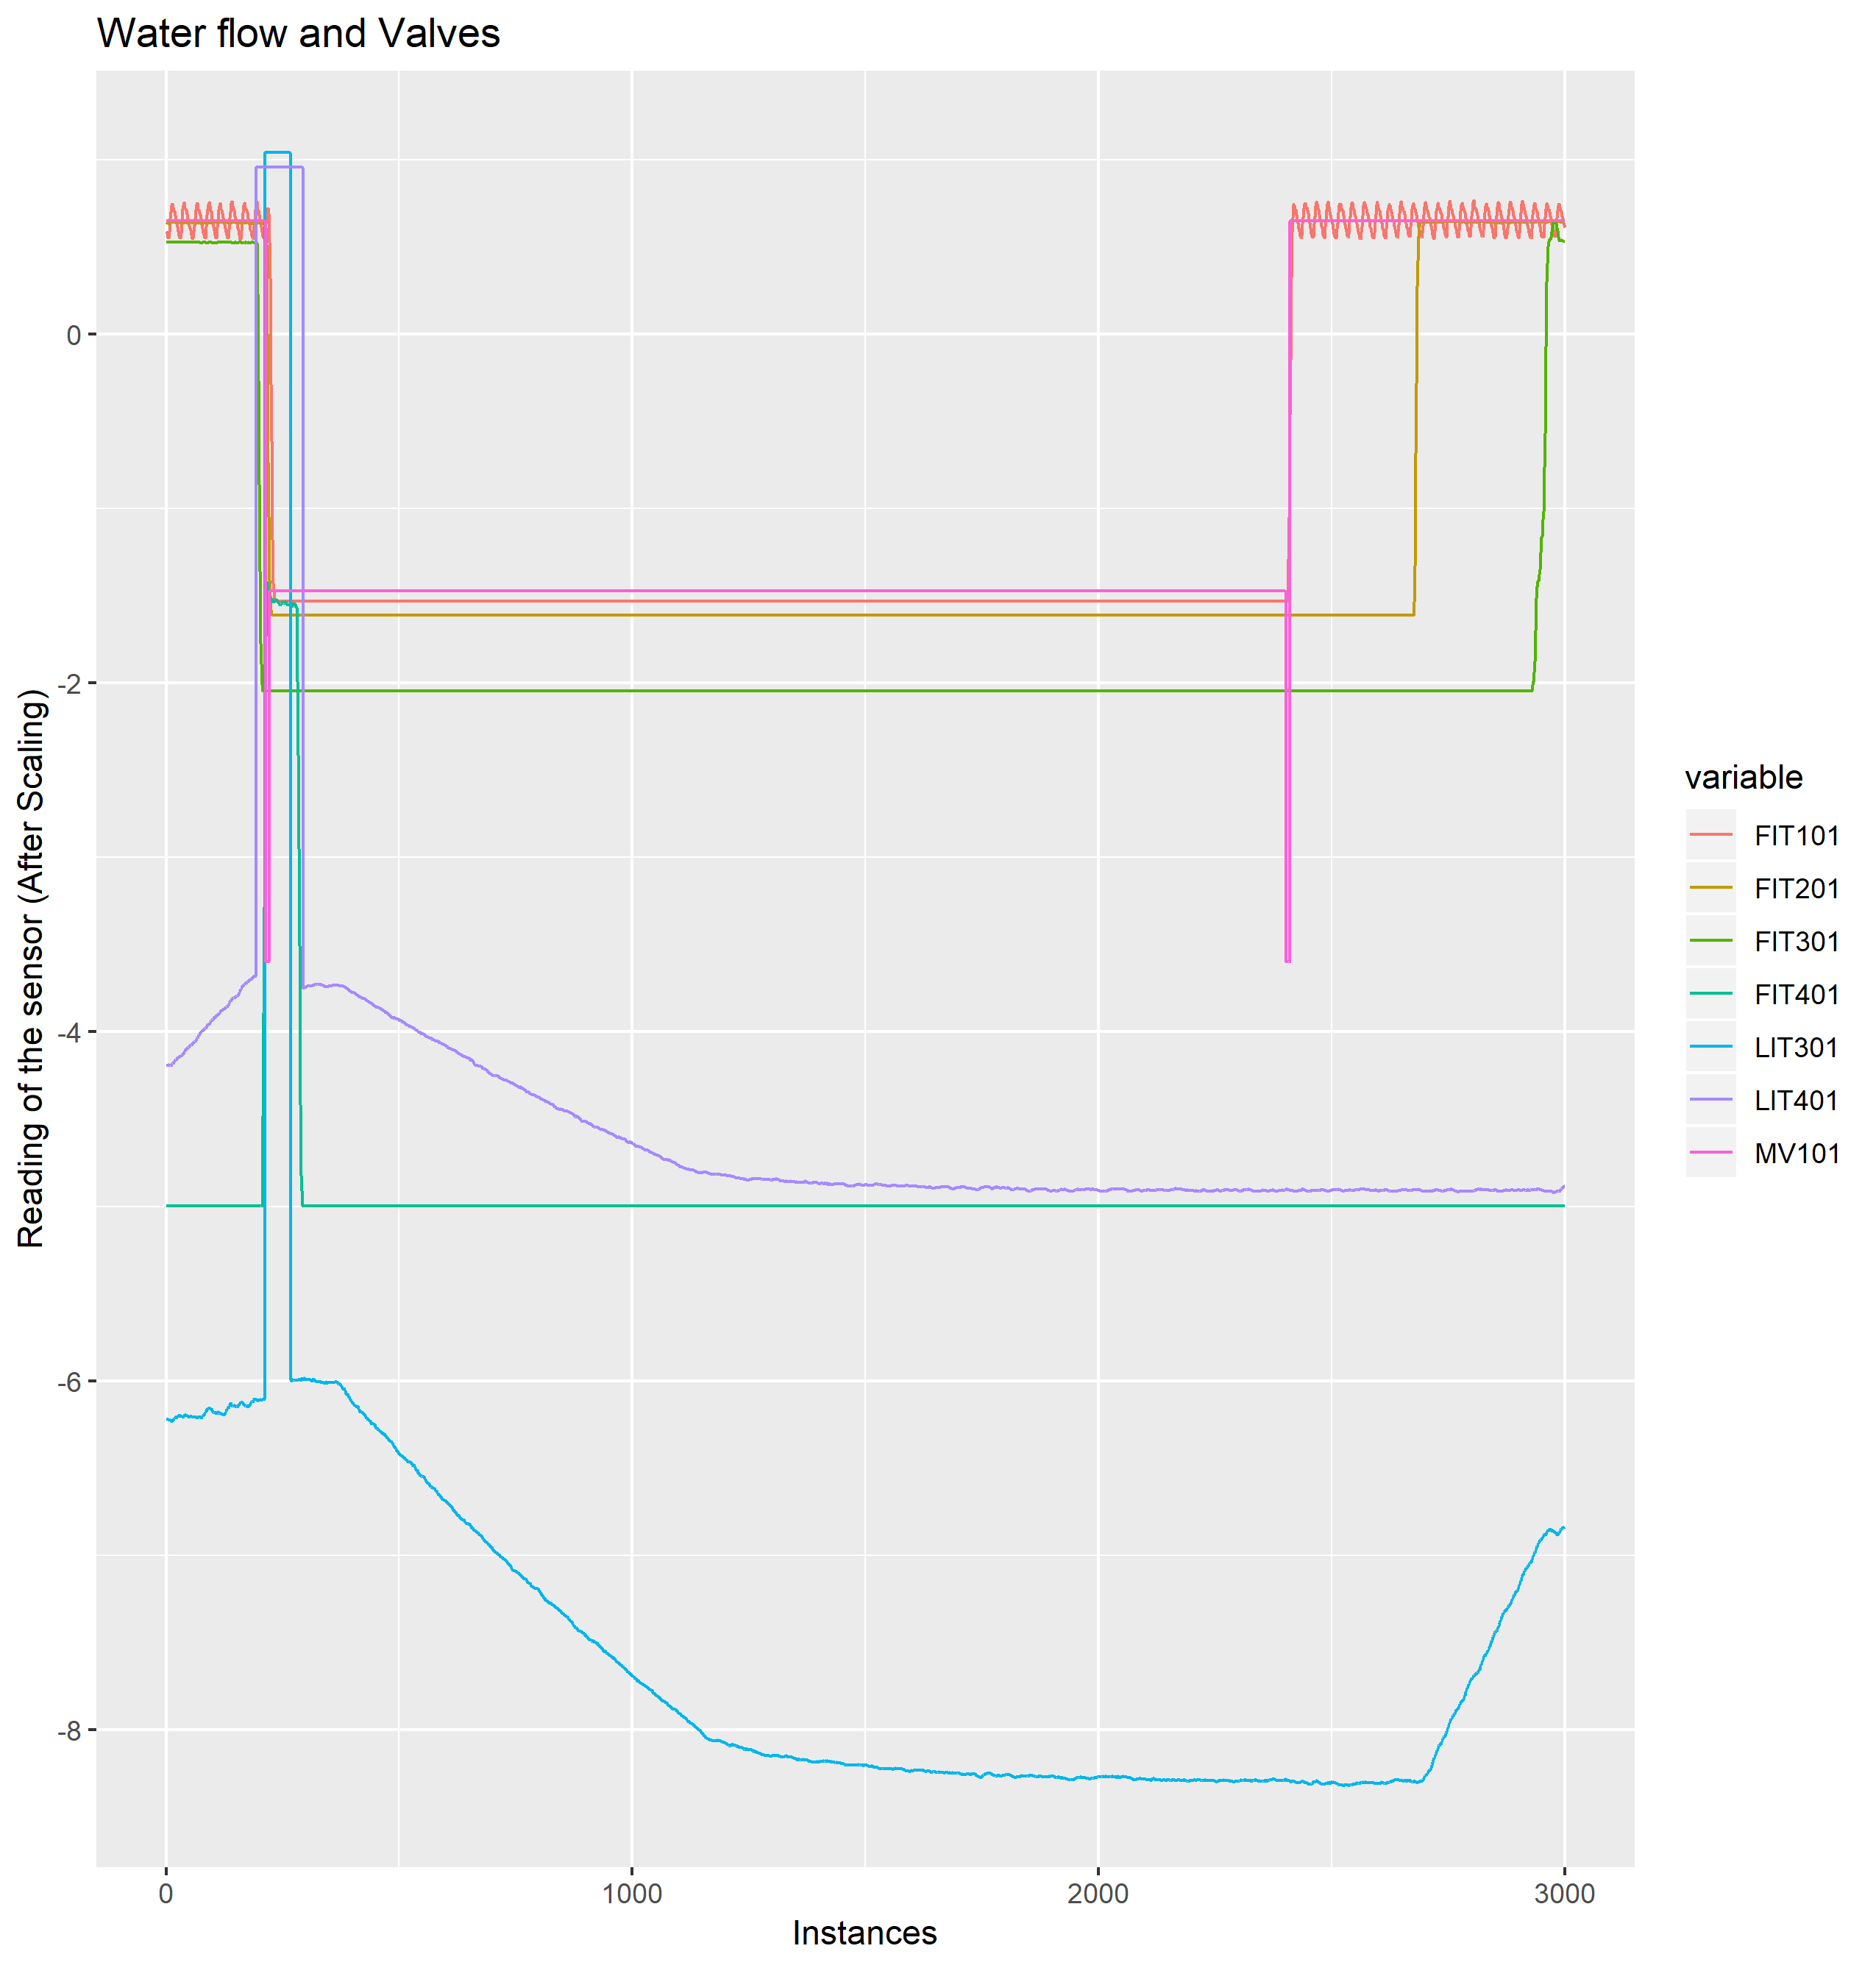 Water flow and Valves
Reading of the sensor (After Scaling)
0
-2
-4
-6
-8
0 1000 2000 3000
Instances
variable
FIT101
FIT201
FIT301
FIT401
LIT301
LIT401
MV101